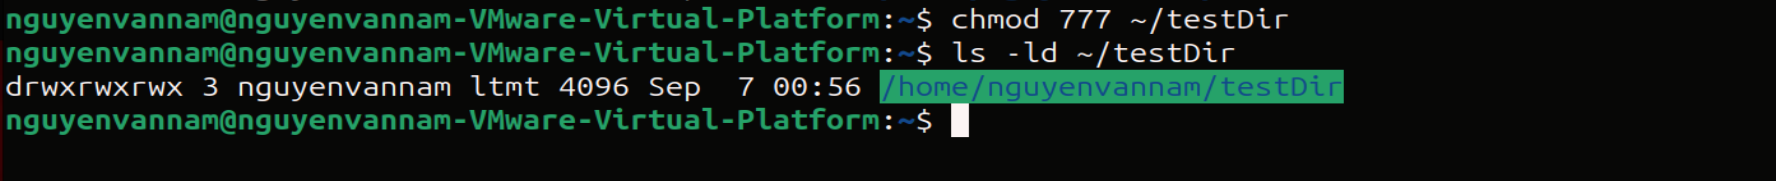 nguyenvannam@nguyenvannam-VMware-Virtual-Platform:~$ chmod 777 ~/testDir
nguyenvannam@nguyenvannam-VMware-Virtual-Platform:~$ ls -ld ~/testDir
drwxrwxrwx 3 nguyenvannam ltmt 4096 Sep  7 00:56 /home/nguyenvannam/testDir
nguyenvannam@nguyenvannam-VMware-Virtual-Platform:~$